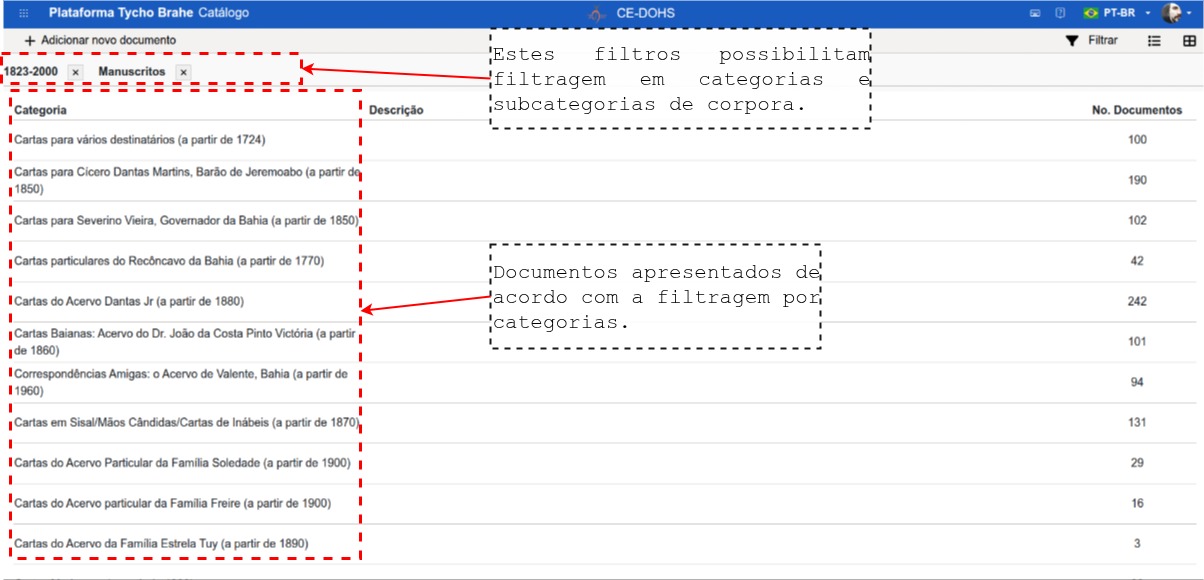 Plataforma Tycho Brahe Catálogo CE-DOHS PT-BR
+ Adicionar novo documento Filtrar
Estes filtros possibilitam
filtragem em categorias e
subcategorias de corpora.
1823-2000 × Manuscritos ×
Categoria Descrição No. Documentos
Cartas para vários destinatários (a partir de 1724) 100
Cartas para Cícero Dantas Martins, Barão de Jeremoabo (a partir de
1850) 190
Cartas para Severino Vieira, Governador da Bahia (a partir de 1850) 102
Cartas particulares do Recôncavo da Bahia (a partir de 1770) 42
Documentos apresentados de
acordo com a filtragem por
categorias.
Cartas do Acervo Dantas Jr (a partir de 1880) 242
Cartas Baianas: Acervo do Dr. João da Costa Pinto Victória (a partir
de 1860) 101
Correspondências Amigas: o Acervo de Valente, Bahia (a partir de
1960) 94
Cartas em Sisal/Mãos Cândidas/Cartas de Inábeis (a partir de 1870) 131
Cartas do Acervo Particular da Família Soledade (a partir de 1900) 29
Cartas do Acervo particular da Família Freire (a partir de 1900) 16
Cartas do Acervo da Família Estrela Tuy (a partir de 1890) 3